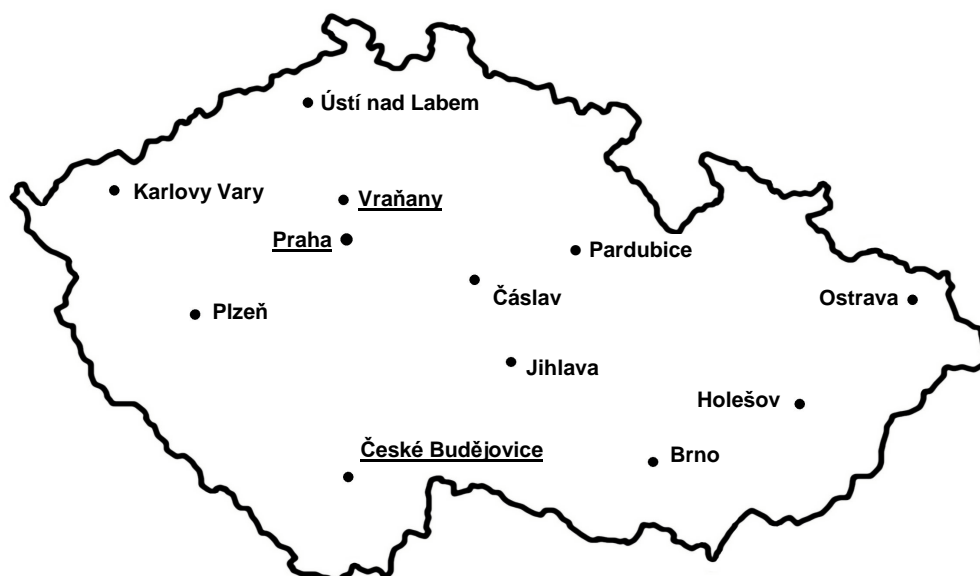 Ústí nad Labem
Karlovy Vary
Vraňany
Praha
Pardubice
Čáslav
Ostrava
Plzeň
Jihlava
Holešov
České Budějovice
Brno